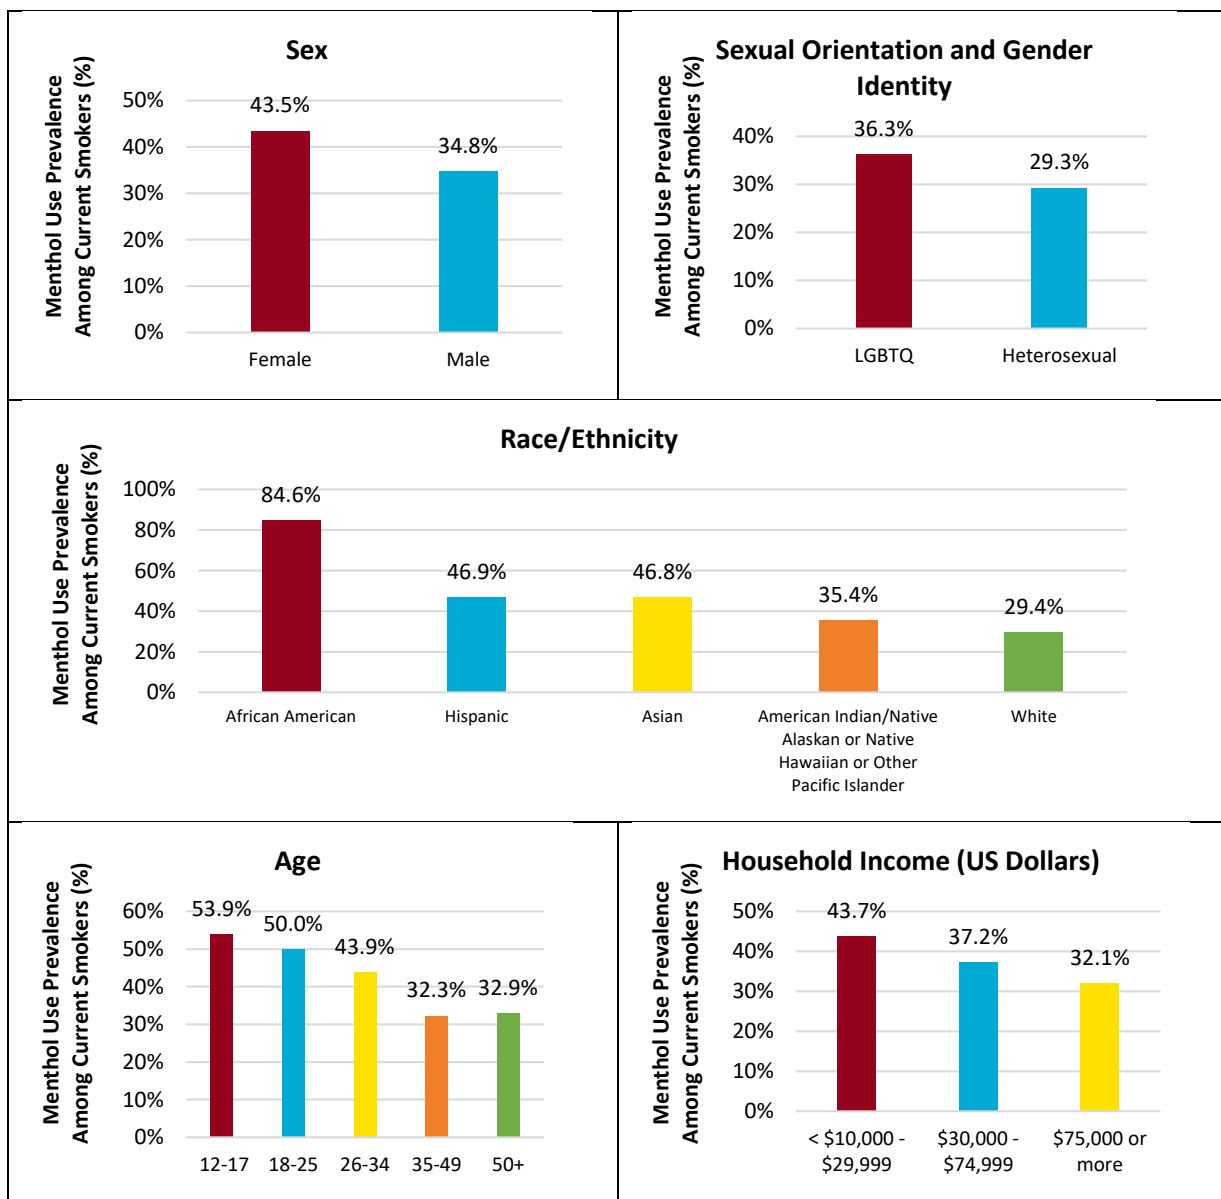 Sex
Menthol Use Prevalence
Among Current Smokers (%)
50%
40%
30%
20%
10%
0%
43.5%
34.8%
Female
Male
Sexual Orientation and Gender
Identity
Menthol Use Prevalence
Among Current Smokers (%)
40%
30%
20%
10%
0%
36.3%
29.3%
LGBTQ
Heterosexual
Race/Ethnicity
Menthol Use Prevalence
Among Current Smokers (%)
100%
80%
60%
40%
20%
0%
84.6%
46.9%
46.8%
35.4%
29.4%
African American
Hispanic
Asian
American Indian/Native
Alaskan or Native
Hawaiian or Other
Pacific Islander
White
Age
Menthol Use Prevalence
Among Current Smokers (%)
60%
50%
40%
30%
20%
10%
0%
53.9%
50.0%
43.9%
32.3%
32.9%
12-17
18-25
26-34
35-49
50+
Household Income (US Dollars)
Menthol Use Prevalence
Among Current Smokers (%)
50%
40%
30%
20%
10%
0%
43.7%
37.2%
32.1%
< $10,000 -
$29,999
$30,000 -
$74,999
$75,000 or
more